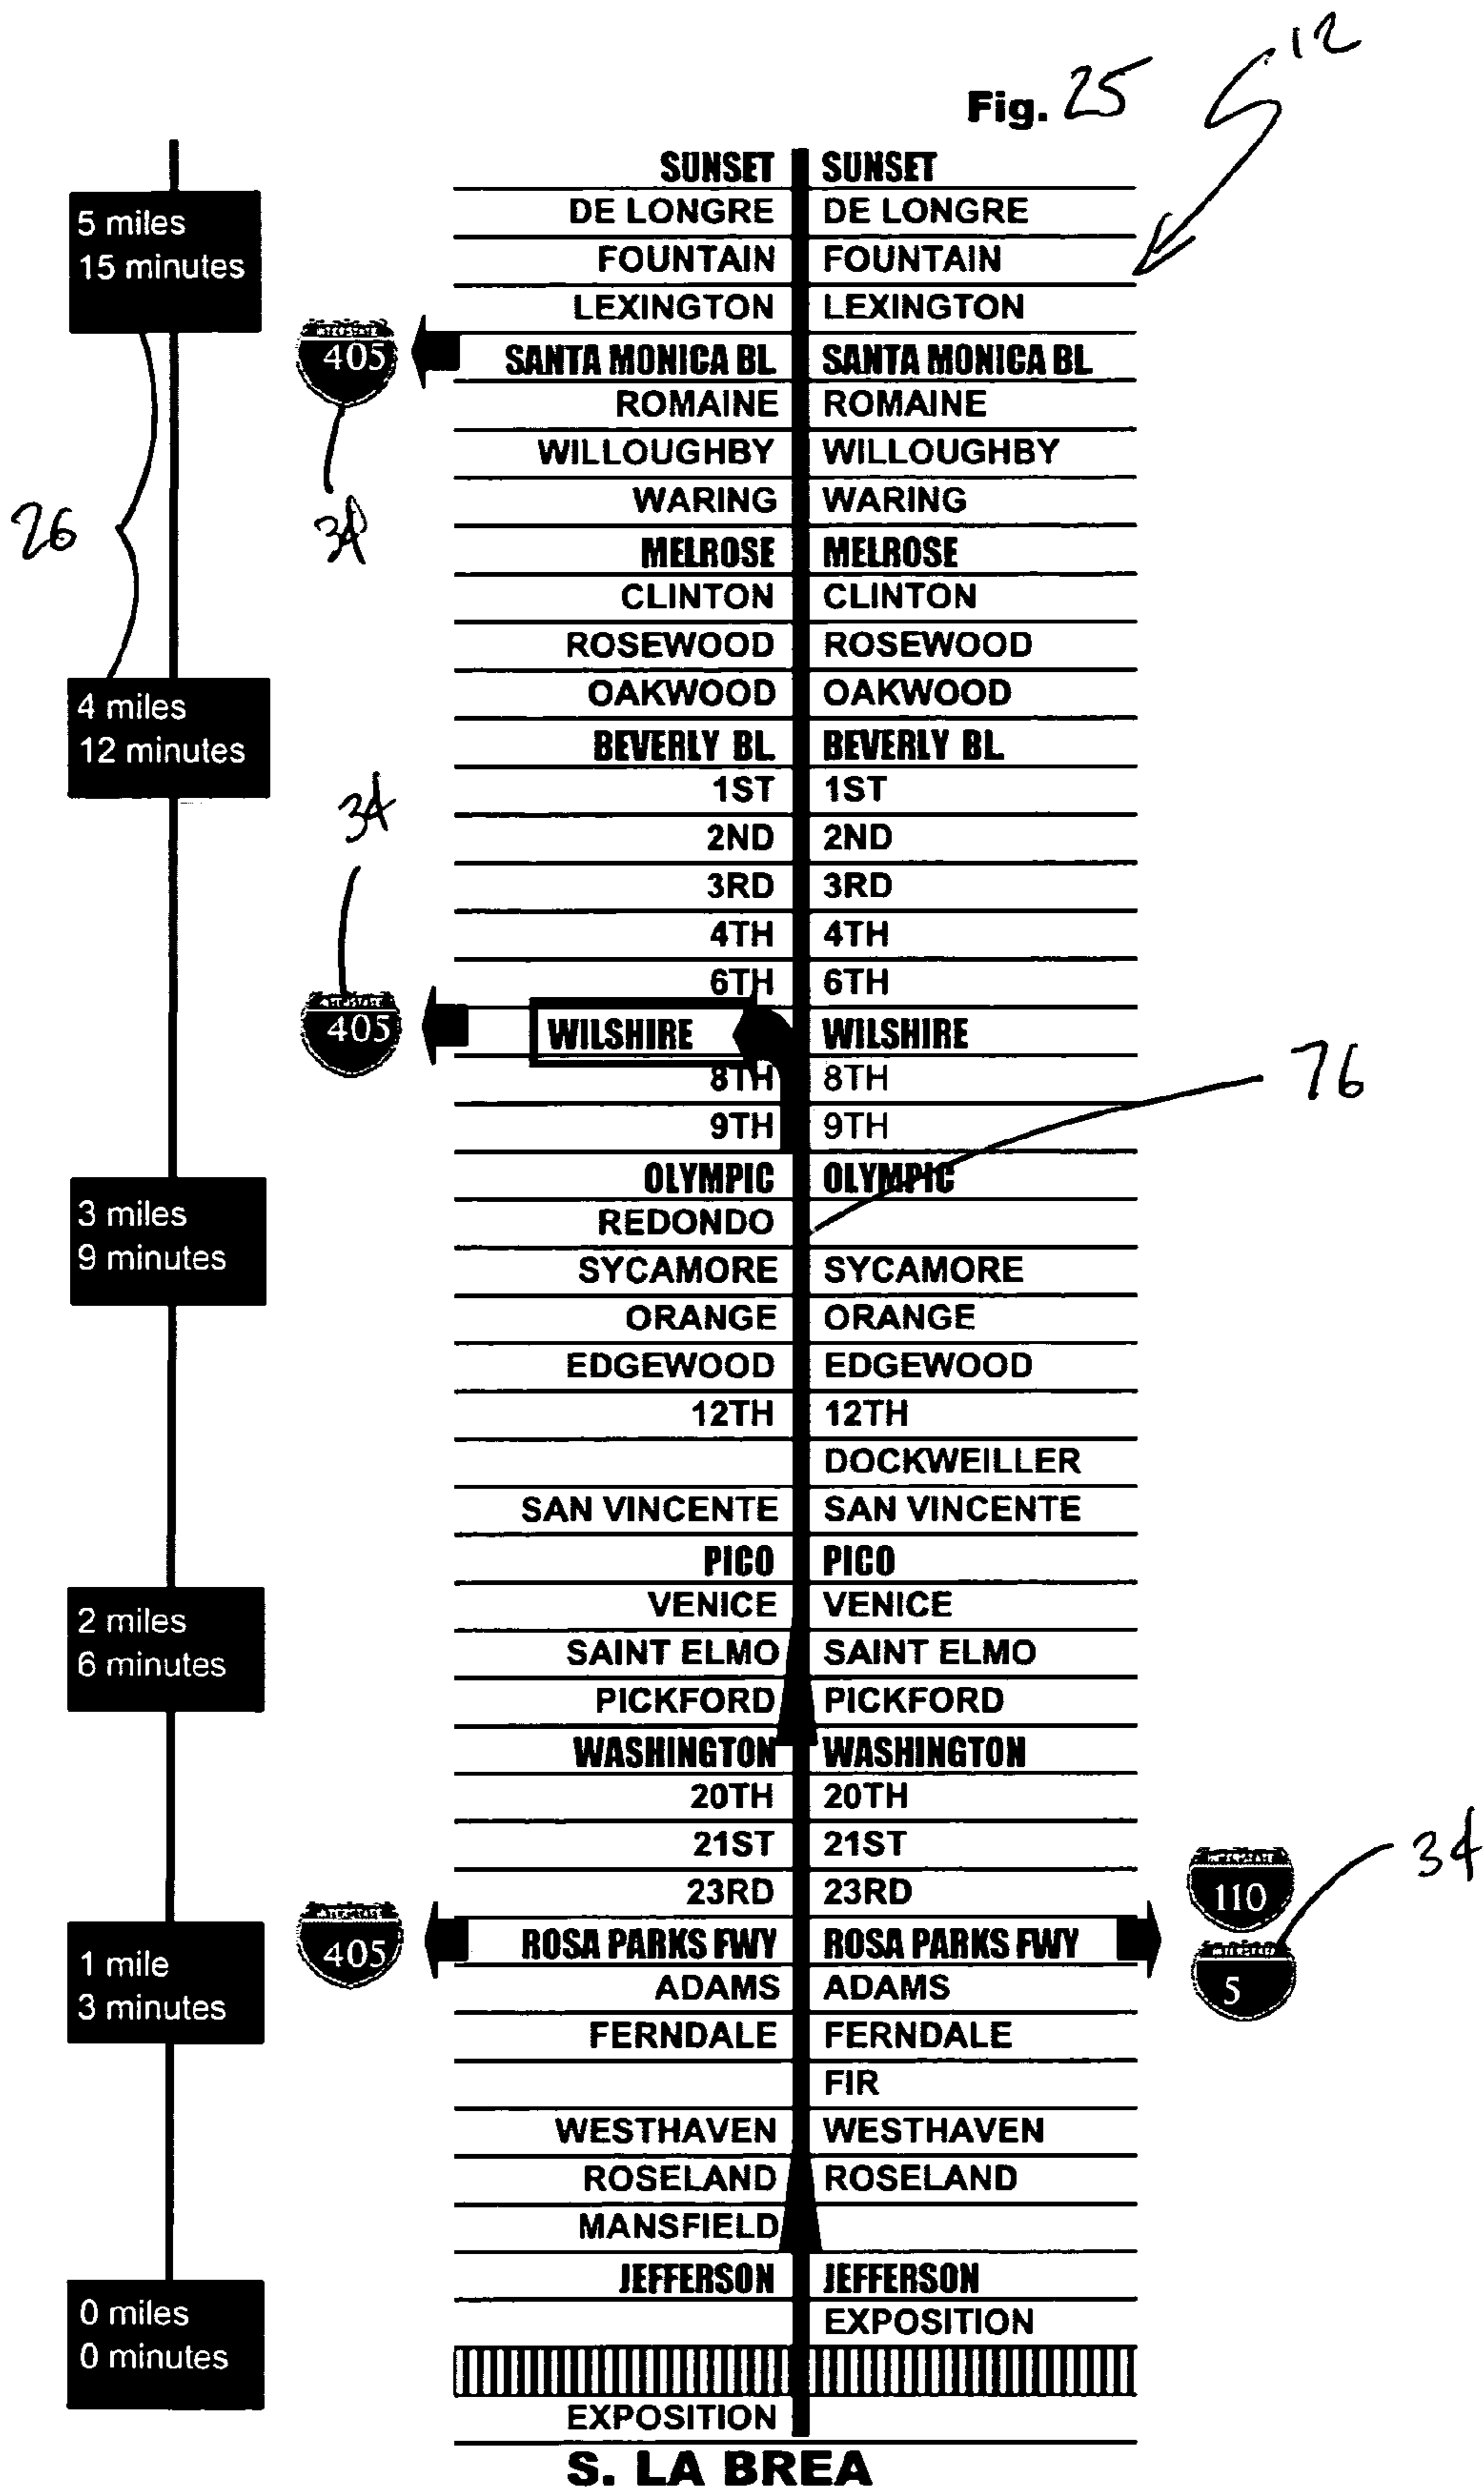 Fig. 25
12
SUNSET SUNSET
DE LONGRE DE LONGRE
5 miles
15 minutes
FOUNTAIN FOUNTAIN
LEXINGTON LEXINGTON
INTERSTATE
405
SANTA MONICA BL SANTA MONICA BL
ROMAINE ROMAINE
WILLOUGHBY WILLOUGHBY
WARING WARING
26
34
MELROSE MELROSE
CLINTON CLINTON
ROSEWOOD ROSEWOOD
OAKWOOD OAKWOOD
4 miles
12 minutes
BEVERLY BL BEVERLY BL
1ST 1ST
34
2ND 2ND
3RD 3RD
4TH 4TH
6TH 6TH
INTERSTATE
405
WILSHIRE WILSHIRE
8TH 8TH
76
9TH 9TH
OLYMPIC OLYMPIC
3 miles
9 minutes
REDONDO
SYCAMORE SYCAMORE
ORANGE ORANGE
EDGEWOOD EDGEWOOD
12TH 12TH
DOCKWEILLER
SAN VINCENTE SAN VINCENTE
PICO PICO
VENICE VENICE
2 miles
6 minutes
SAINT ELMO SAINT ELMO
PICKFORD PICKFORD
WASHINGTON WASHINGTON
20TH 20TH
21ST 21ST
34
23RD 23RD
INTERSTATE
110
INTERSTATE
405
ROSA PARKS FWY ROSA PARKS FWY
INTERSTATE
5
1 mile
3 minutes
ADAMS ADAMS
FERNDALE FERNDALE
FIR
WESTHAVEN WESTHAVEN
ROSELAND ROSELAND
MANSFIELD
JEFFERSON JEFFERSON
0 miles
0 minutes
EXPOSITION
EXPOSITION
S. LA BREA